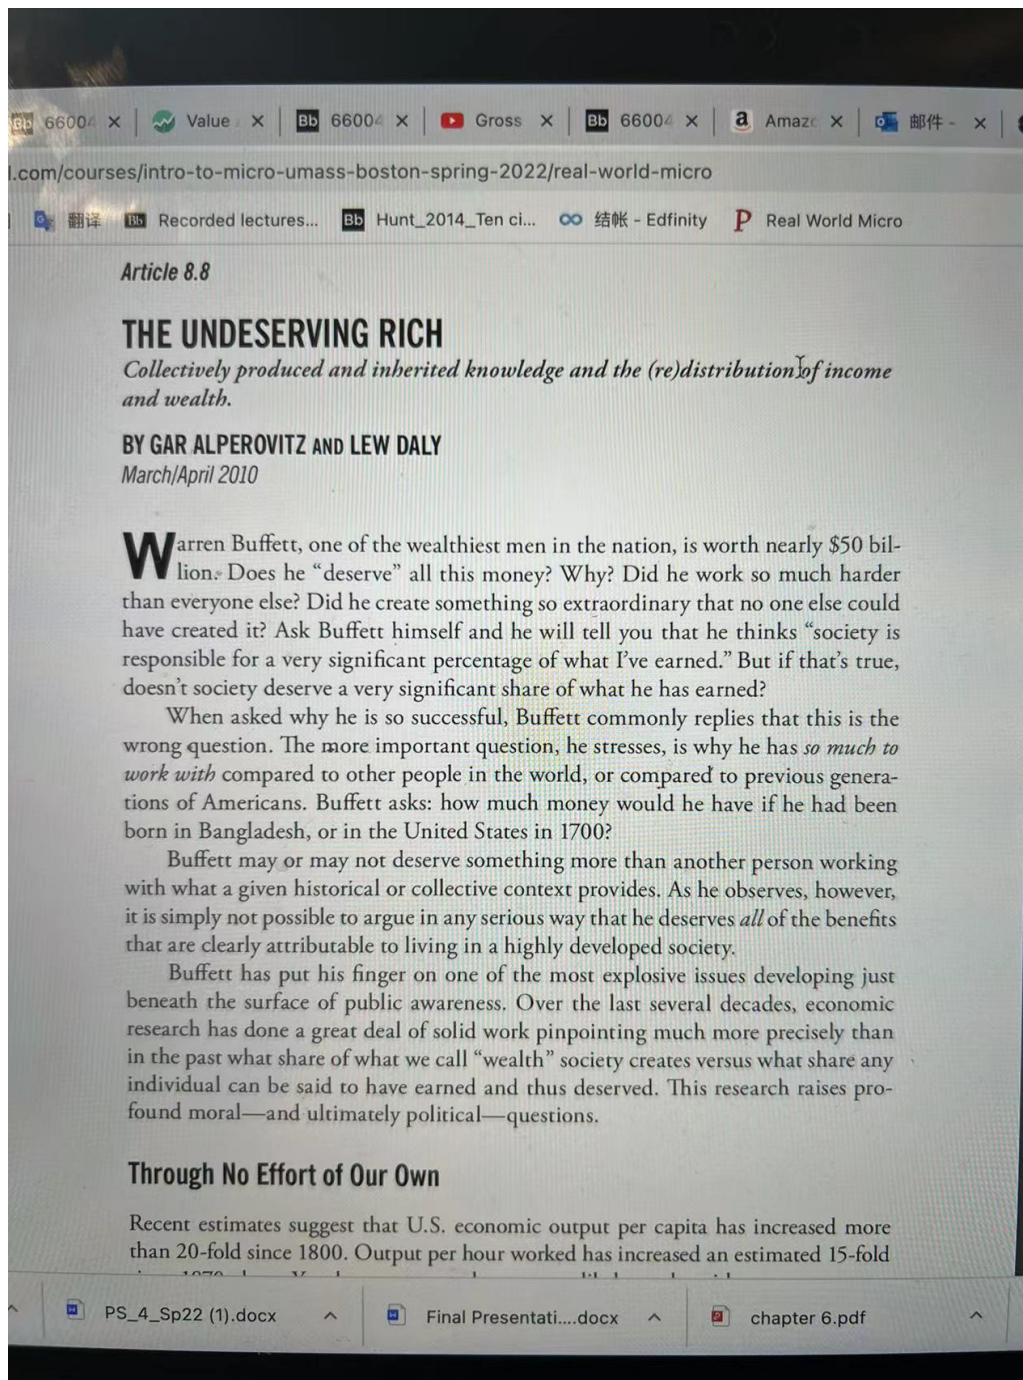 6600 × Value × Bb 6600 × Gross × Bb 6600 × a Amaz × 邮件 - ×
l.com/courses/intro-to-micro-umass-boston-spring-2022/real-world-micro
翻译 Bb Recorded lectures... Bb Hunt_2014_Ten ci... 结帐 - Edfinity P Real World Micro
Article 8.8
THE UNDESERVING RICH
Collectively produced and inherited knowledge and the (re)distribution of income
and wealth.
BY GAR ALPEROVITZ AND LEW DALY
March/April 2010
Warren Buffett, one of the wealthiest men in the nation, is worth nearly $50 bil-
lion. Does he “deserve” all this money? Why? Did he work so much harder
than everyone else? Did he create something so extraordinary that no one else could
have created it? Ask Buffett himself and he will tell you that he thinks “society is
responsible for a very significant percentage of what I’ve earned.” But if that’s true,
doesn’t society deserve a very significant share of what he has earned?
When asked why he is so successful, Buffett commonly replies that this is the
wrong question. The more important question, he stresses, is why he has so much to
work with compared to other people in the world, or compared to previous genera-
tions of Americans. Buffett asks: how much money would he have if he had been
born in Bangladesh, or in the United States in 1700?
Buffett may or may not deserve something more than another person working
with what a given historical or collective context provides. As he observes, however,
it is simply not possible to argue in any serious way that he deserves all of the benefits
that are clearly attributable to living in a highly developed society.
Buffett has put his finger on one of the most explosive issues developing just
beneath the surface of public awareness. Over the last several decades, economic
research has done a great deal of solid work pinpointing much more precisely than
in the past what share of what we call “wealth” society creates versus what share any
individual can be said to have earned and thus deserved. This research raises pro-
found moral—and ultimately political—questions.
Through No Effort of Our Own
Recent estimates suggest that U.S. economic output per capita has increased more
than 20-fold since 1800. Output per hour worked has increased an estimated 15-fold
PS_4_Sp22 (1).docx Final Presentati....docx chapter 6.pdf